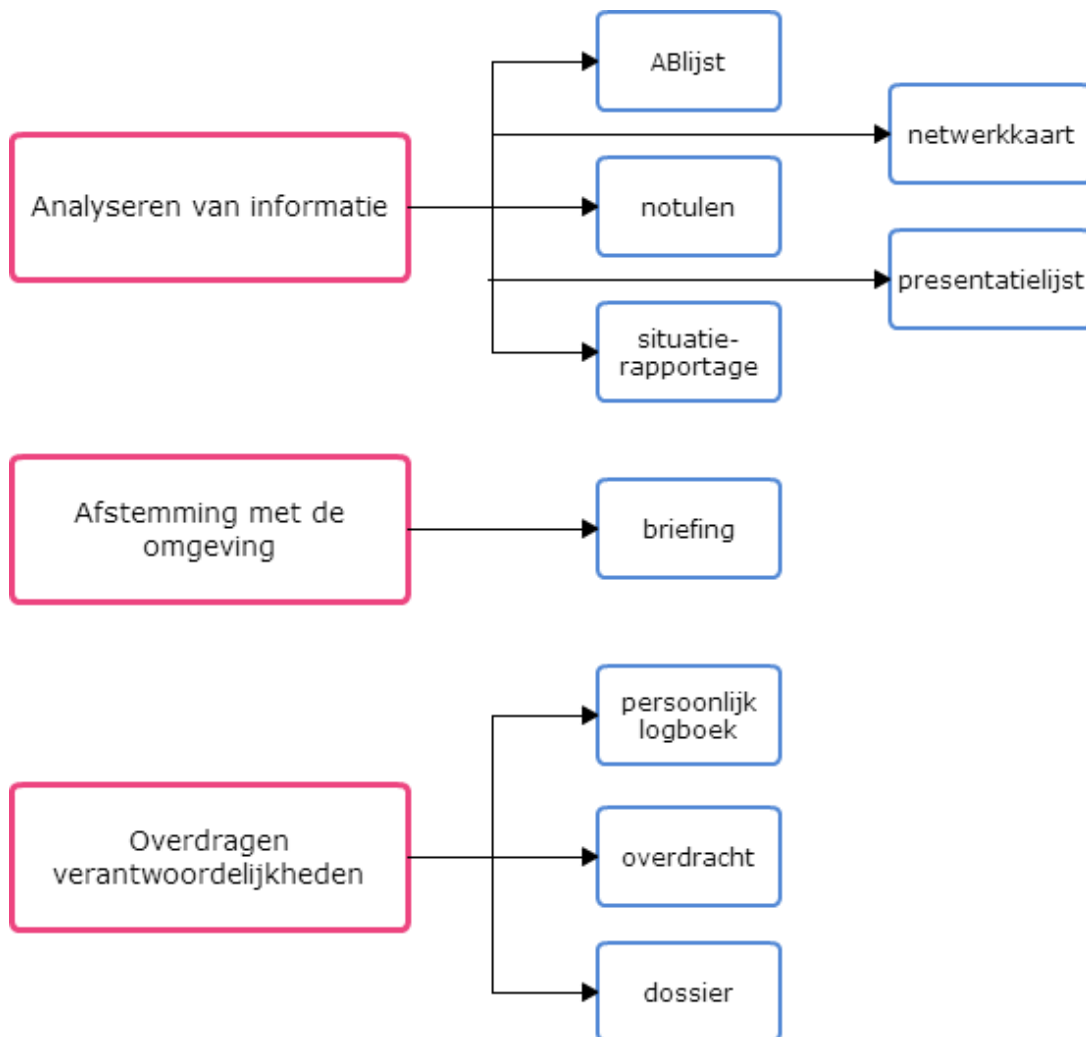 ABlijst
netwerkkaart
Analyseren van informatie
notulen
presentatielijst
situatie-
rapportage
Afstemming met de
omgeving
briefing
persoonlijk
logboek
Overdragen
verantwoordelijkheden
overdracht
dossier